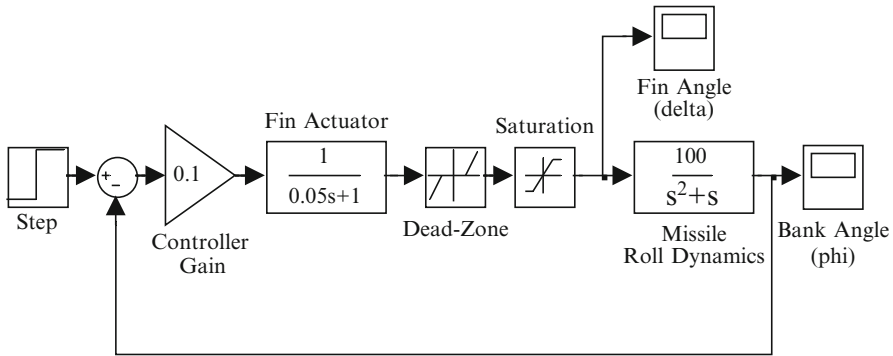 Fin Angle
(delta)
Fin Actuator
Saturation
Step
+
-
0.1
Controller
Gain
1
0.05s+1
Dead-Zone
100
s²+s
Missile
Roll Dynamics
Bank Angle
(phi)